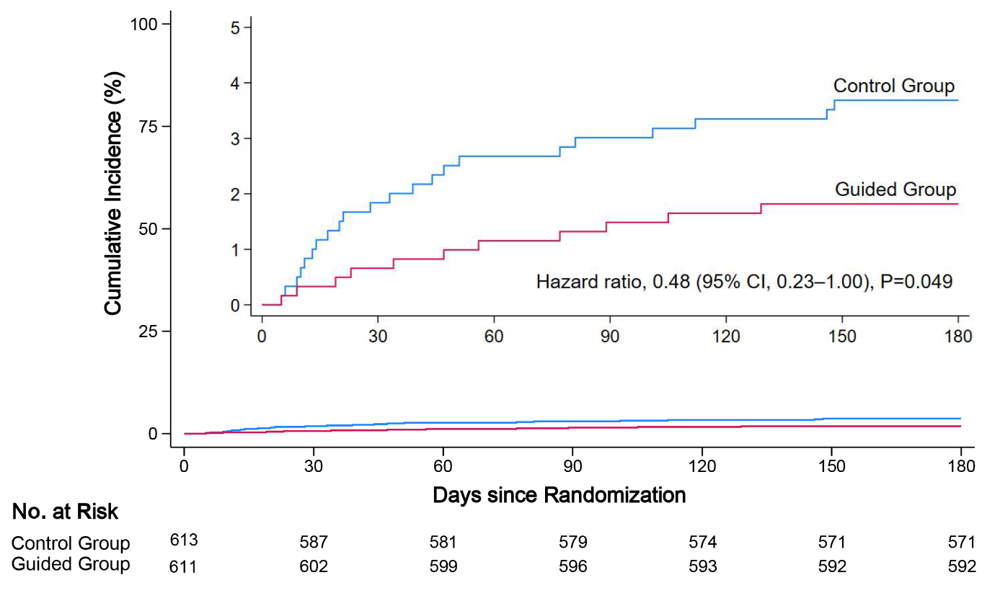 100
75
50
25
0
Cumulative Incidence (%)
5
4
3
2
1
0
Control Group
Guided Group
Hazard ratio, 0.48 (95% CI, 0.23–1.00), P=0.049
0 30 60 90 120 150 180
0 30 60 90 120 150 180
Days since Randomization
No. at Risk
Control Group 613 587 581 579 574 571 571
Guided Group 611 602 599 596 593 592 592